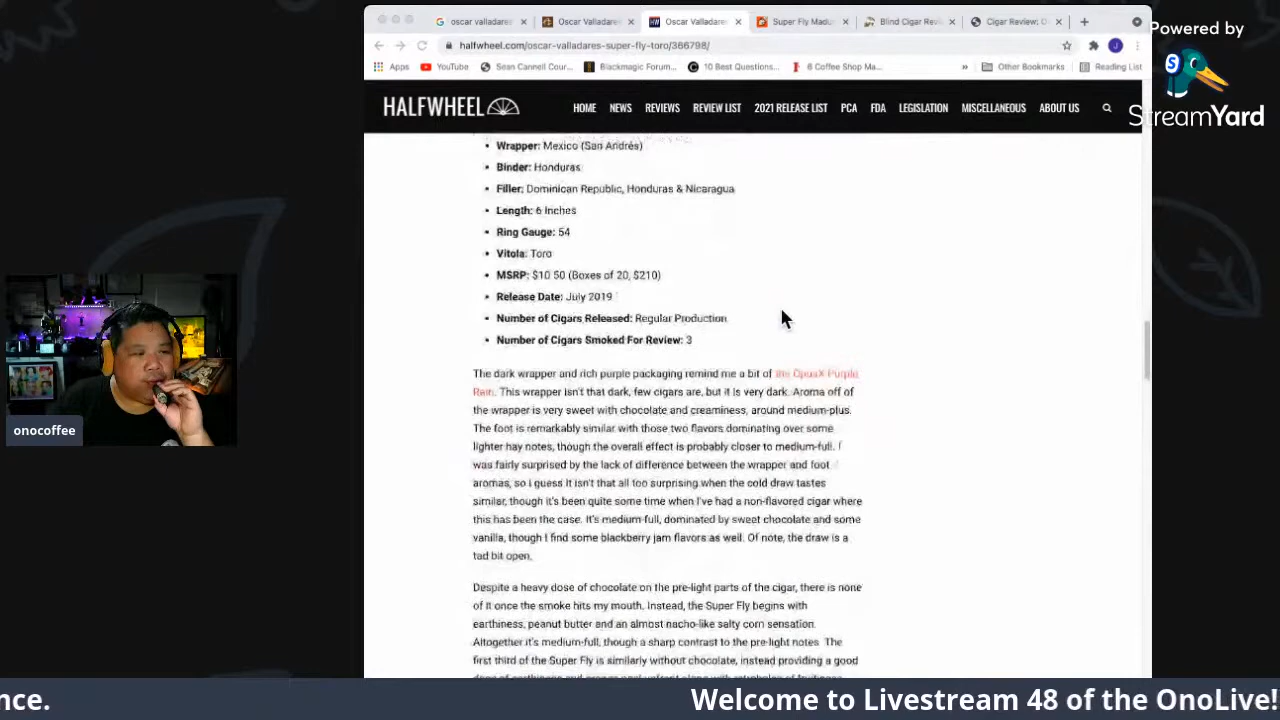 oscar valladares
Oscar Valladares
Oscar Valladares
Super Fly Madu
Blind Cigar Revi
Cigar Review: O
Powered by
StreamYard
halfwheel.com/oscar-valladares-super-fly-toro/366798/
Apps
YouTube
Sean Cannell Cour...
Blackmagic Forum...
10 Best Questions...
6 Coffee Shop Ma...
Other Bookmarks
Reading List
HALFWHEEL
HOME
NEWS
REVIEWS
REVIEW LIST
2021 RELEASE LIST
PCA
FDA
LEGISLATION
MISCELLANEOUS
ABOUT US
Wrapper: Mexico (San Andrés)
Binder: Honduras
Filler: Dominican Republic, Honduras & Nicaragua
Length: 6 Inches
Ring Gauge: 54
Vitola: Toro
MSRP: $10.50 (Boxes of 20, $210)
Release Date: July 2019
Number of Cigars Released: Regular Production
Number of Cigars Smoked For Review: 3
The dark wrapper and rich purple packaging remind me a bit of the OpusX Purple
Rain. This wrapper isn't that dark, few cigars are, but it is very dark. Aroma off of
the wrapper is very sweet with chocolate and creaminess, around medium-plus.
The foot is remarkably similar with those two flavors dominating over some
lighter hay notes, though the overall effect is probably closer to medium-full. I
was fairly surprised by the lack of difference between the wrapper and foot
aromas, so I guess it isn't that all too surprising when the cold draw tastes
similar, though it's been quite some time when I've had a non-flavored cigar where
this has been the case. It's medium-full, dominated by sweet chocolate and some
vanilla, though I find some blackberry jam flavors as well. Of note, the draw is a
tad bit open.
Despite a heavy dose of chocolate on the pre-light parts of the cigar, there is none
of it once the smoke hits my mouth. Instead, the Super Fly begins with
earthiness, peanut butter and an almost nacho-like salty corn sensation.
Altogether it's medium-full, though a sharp contrast to the pre-light notes. The
first third of the Super Fly is similarly without chocolate, instead providing a good
onocoffee
nce.
Welcome to Livestream 48 of the OnoLive!